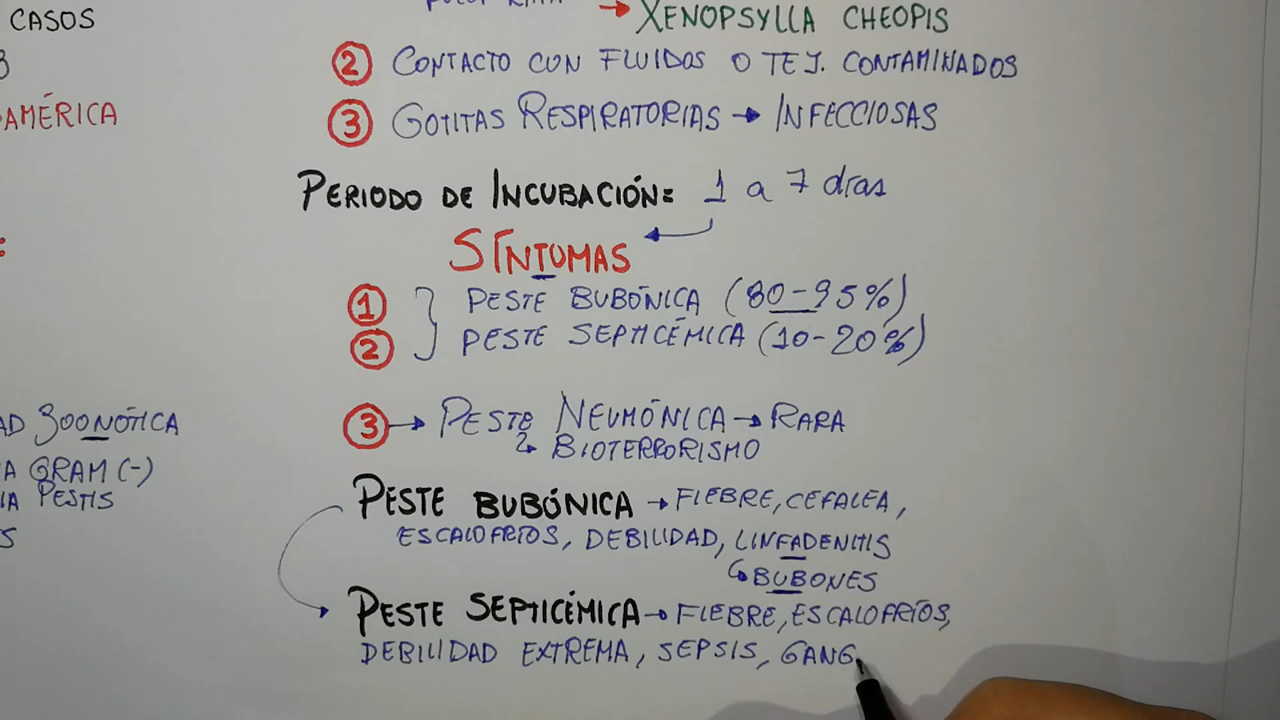 CASOS
AMÉRICA
AD ZOONÓTICA
A GRAM (-)
IA PESTIS
S
→ XENOPSYLLA CHEOPIS
2 CONTACTO CON FLUIDOS O TEJ. CONTAMINADOS
3 GOTITAS RESPIRATORIAS → INFECCIOSAS
PERIODO DE INCUBACIÓN: 1 a 7 días
SÍNTOMAS
1 PESTE BUBÓNICA (80-95%)
2 PESTE SEPTICÉMICA (10-20%)
3 → PESTE NEUMÓNICA → RARA
BIOTERRORISMO
PESTE BUBÓNICA → FIEBRE, CEFALEA,
ESCALOFRÍOS, DEBILIDAD, LINFADENITIS
BUBONES
PESTE SEPTICÉMICA → FIEBRE, ESCALOFRÍOS,
DEBILIDAD EXTREMA, SEPSIS, GANG